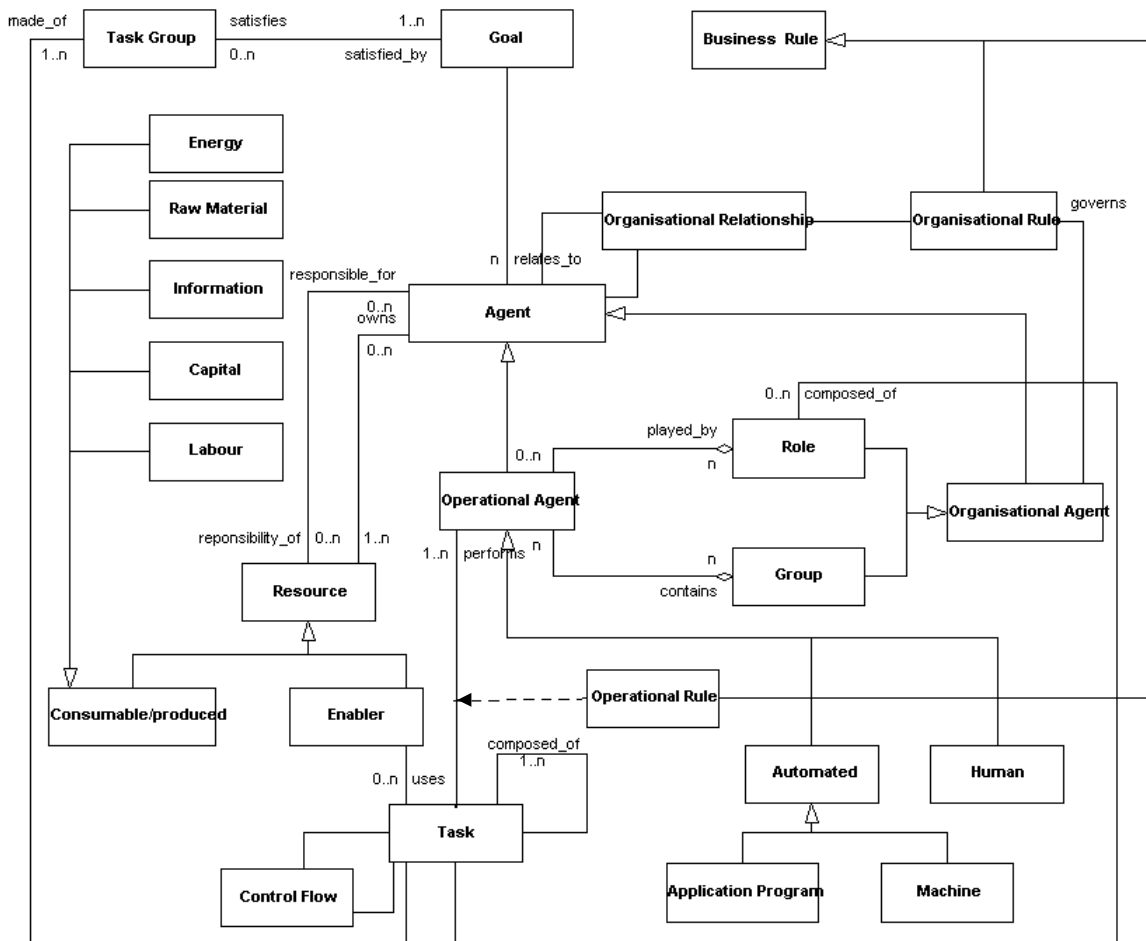 made_of
1..n
Task Group
satisfies
0..n
1..n
satisfied_by
Goal
Business Rule
Energy
Raw Material
Information
Capital
Labour
Organisational Relationship
Organisational Rule
governs
n
relates_to
responsible_for
0..n
owns
0..n
Agent
0..n
composed_of
played_by
n
Role
0..n
Operational Agent
Organisational Agent
reponsibility_of
0..n
1..n
1..n
performs
n
n
contains
Group
Resource
Consumable/produced
Enabler
Operational Rule
composed_of
1..n
0..n
uses
Automated
Human
Task
Control Flow
Application Program
Machine